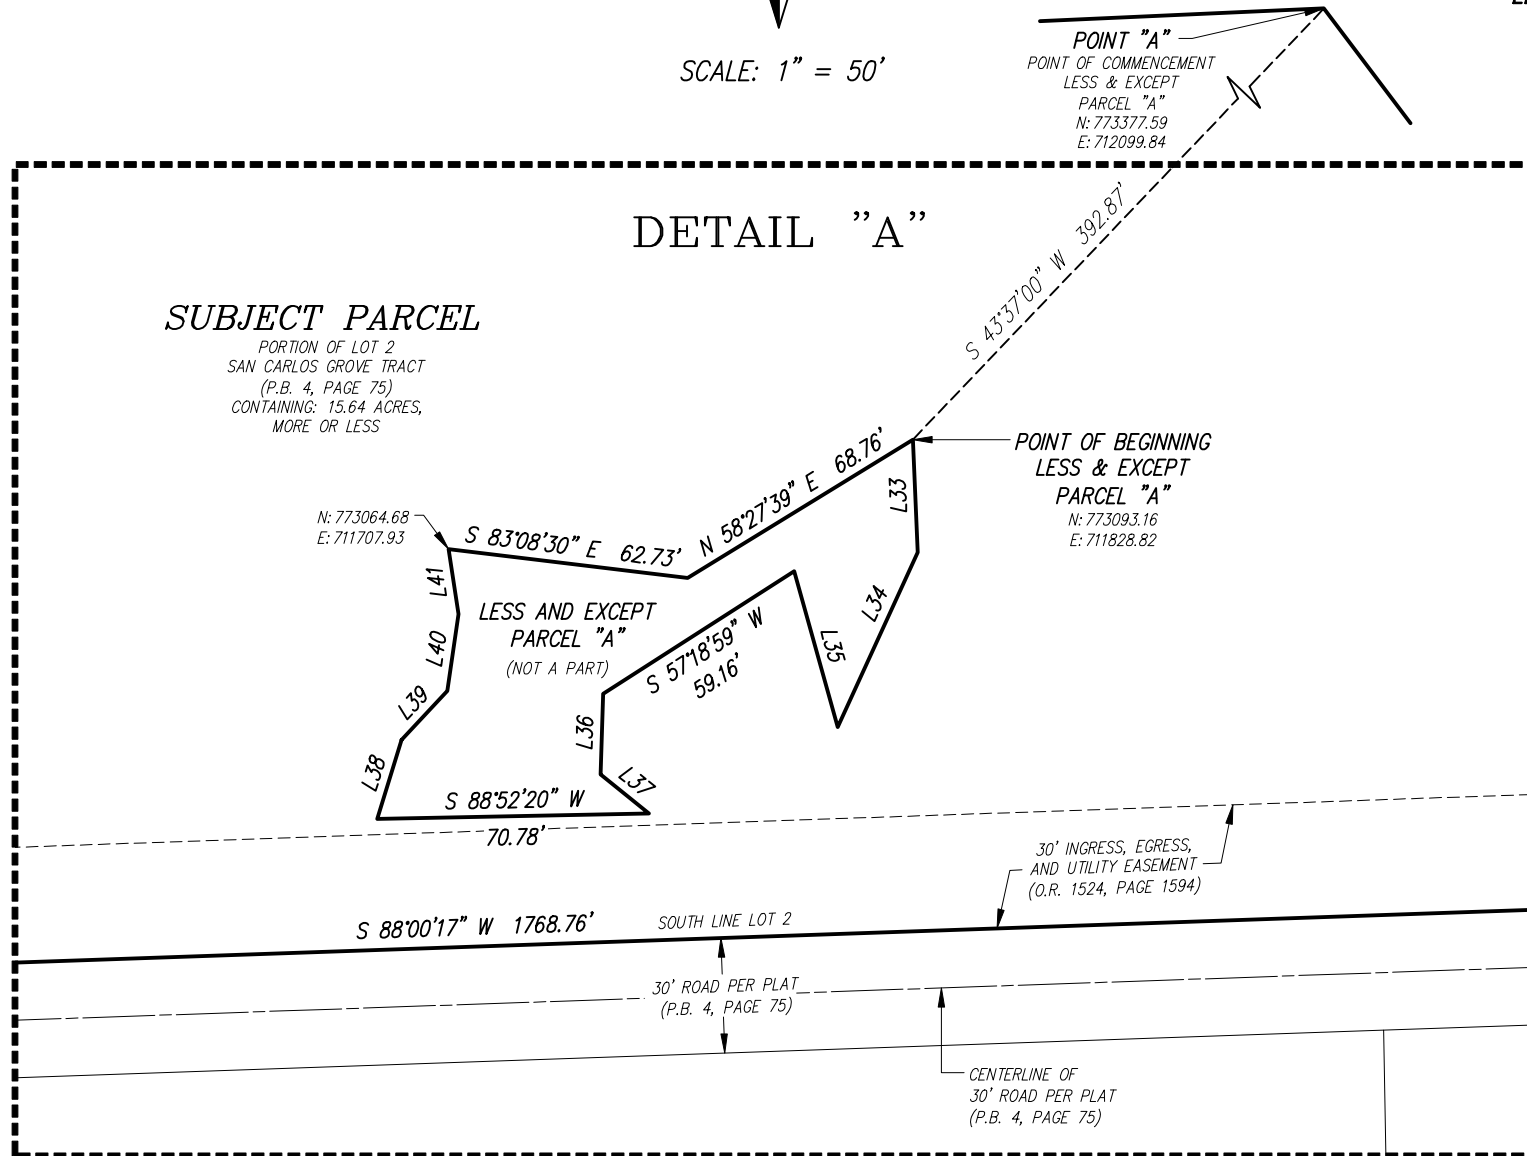 SCALE: 1" = 50'
POINT "A"
POINT OF COMMENCEMENT
LESS & EXCEPT
PARCEL "A"
N: 773377.59
E: 712099.84
DETAIL "A"
S 43°37'00" W 392.87'
SUBJECT PARCEL
PORTION OF LOT 2
SAN CARLOS GROVE TRACT
(P.B. 4, PAGE 75)
CONTAINING: 15.64 ACRES,
MORE OR LESS
POINT OF BEGINNING
LESS & EXCEPT
PARCEL "A"
N: 773093.16
E: 711828.82
N: 773064.68
E: 711707.93
S 83°08'30" E 62.73'
N 58°27'39" E 68.76'
L33
L34
L35
L41
L40
LESS AND EXCEPT
PARCEL "A"
(NOT A PART)
S 57°18'59" W
59.16'
L39
L36
L38
L37
S 88°52'20" W
70.78'
30' INGRESS, EGRESS,
AND UTILITY EASEMENT
(O.R. 1524, PAGE 1594)
S 88°00'17" W 1768.76'
SOUTH LINE LOT 2
30' ROAD PER PLAT
(P.B. 4, PAGE 75)
CENTERLINE OF
30' ROAD PER PLAT
(P.B. 4, PAGE 75)